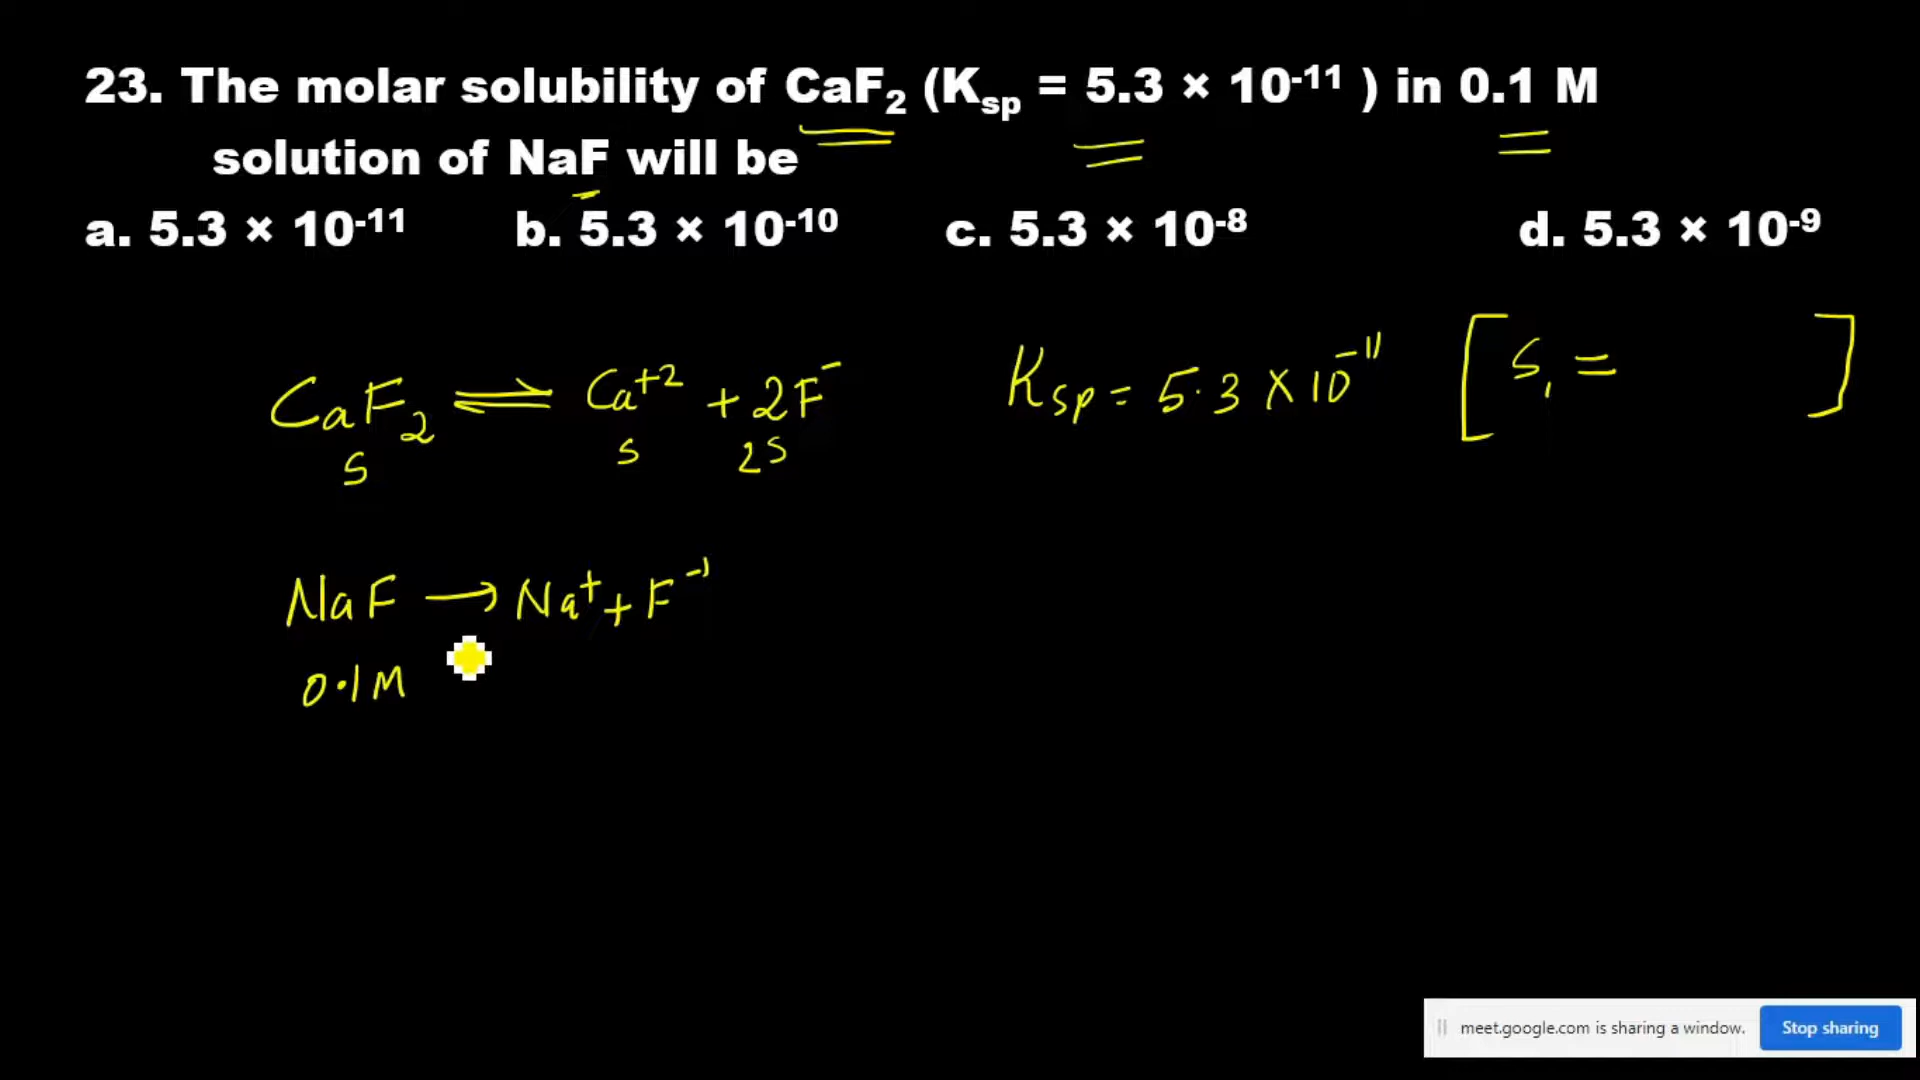 23. The molar solubility of CaF₂ (Kₛₚ = 5.3 × 10⁻¹¹ ) in 0.1 M
solution of NaF will be
a. 5.3 × 10⁻¹¹ b. 5.3 × 10⁻¹⁰ c. 5.3 × 10⁻⁸ d. 5.3 × 10⁻⁹
CaF₂ ⇌ Ca⁺² + 2F⁻ Ksp = 5.3 × 10⁻¹¹ [ S₁ = ]
S S 2S
NaF → Na⁺ + F⁻¹
0.1M
meet.google.com is sharing a window. Stop sharing